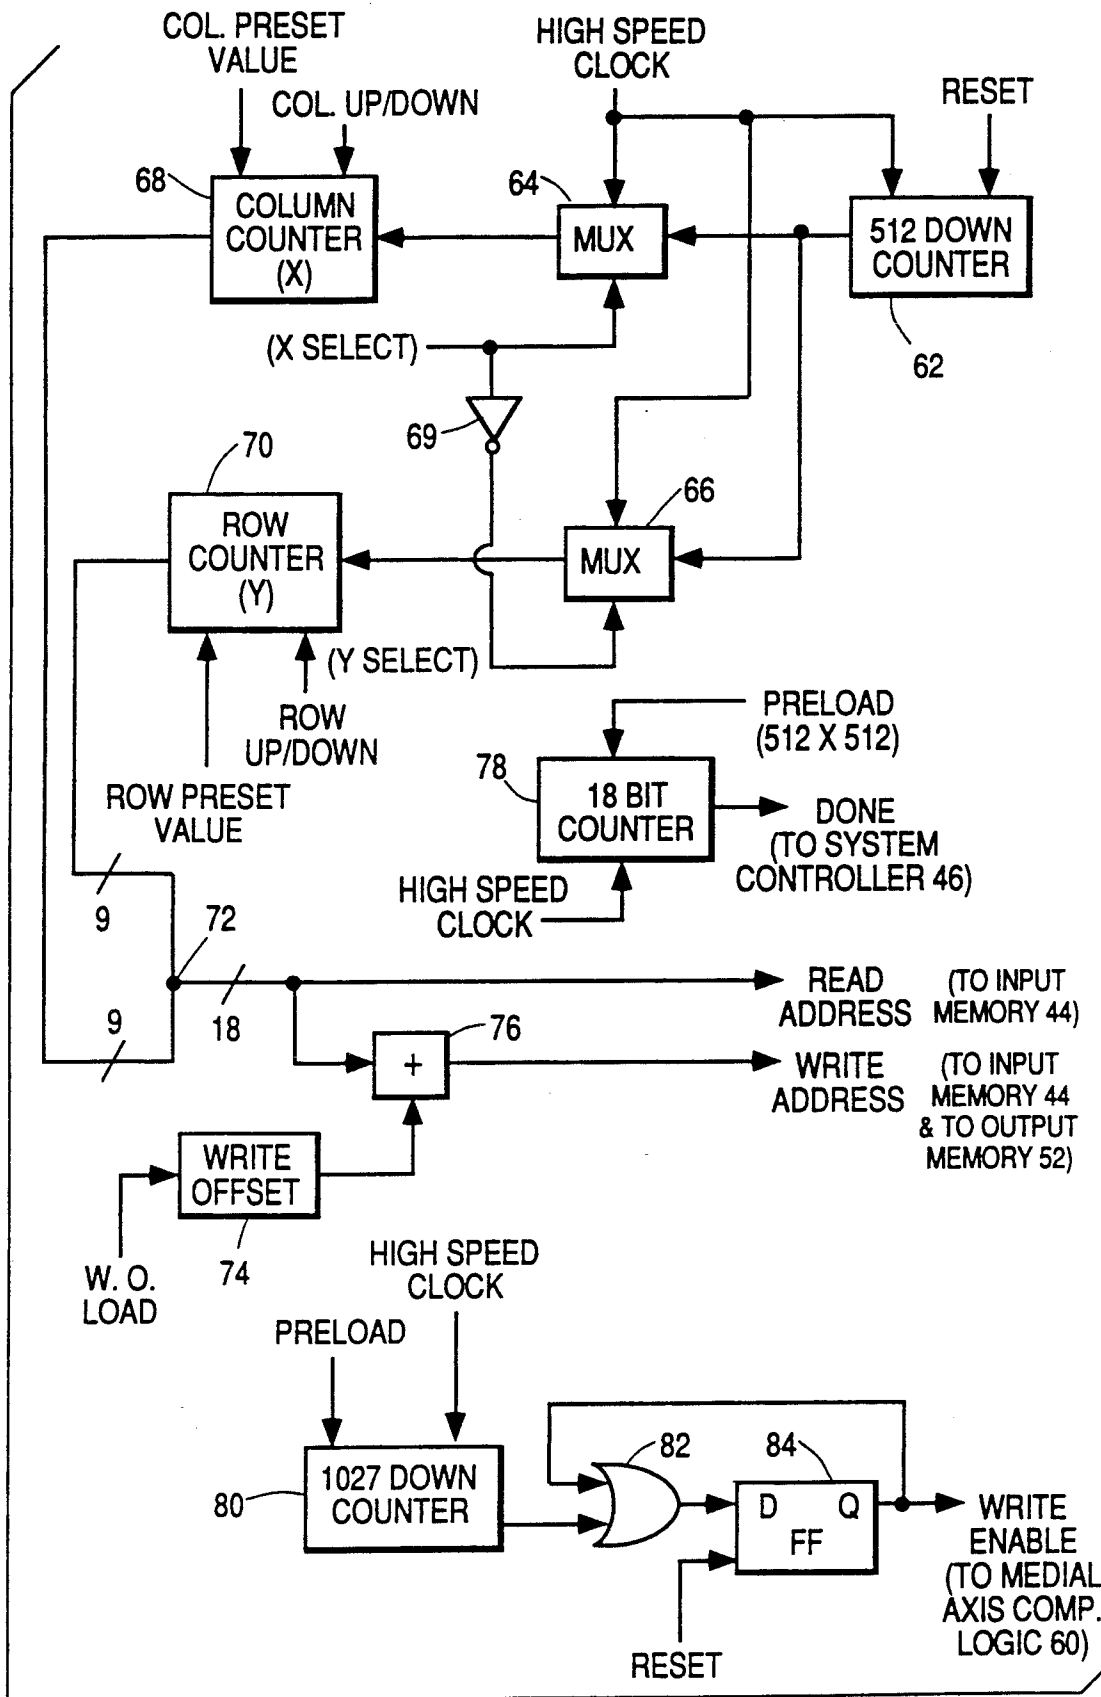 COL. PRESET
VALUE
COL. UP/DOWN
HIGH SPEED
CLOCK
RESET
68
COLUMN
COUNTER
(X)
64
MUX
512 DOWN
COUNTER
62
(X SELECT)
69
70
ROW
COUNTER
(Y)
66
MUX
(Y SELECT)
ROW
UP/DOWN
ROW PRESET
VALUE
PRELOAD
(512 X 512)
78
18 BIT
COUNTER
DONE
(TO SYSTEM
CONTROLLER 46)
HIGH SPEED
CLOCK
9
72
9
18
READ
ADDRESS
(TO INPUT
MEMORY 44)
76
+
WRITE
ADDRESS
(TO INPUT
MEMORY 44
& TO OUTPUT
MEMORY 52)
WRITE
OFFSET
74
W. O.
LOAD
HIGH SPEED
CLOCK
PRELOAD
80
1027 DOWN
COUNTER
82
84
D Q
FF
WRITE
ENABLE
(TO MEDIAL
AXIS COMP.
LOGIC 60)
RESET